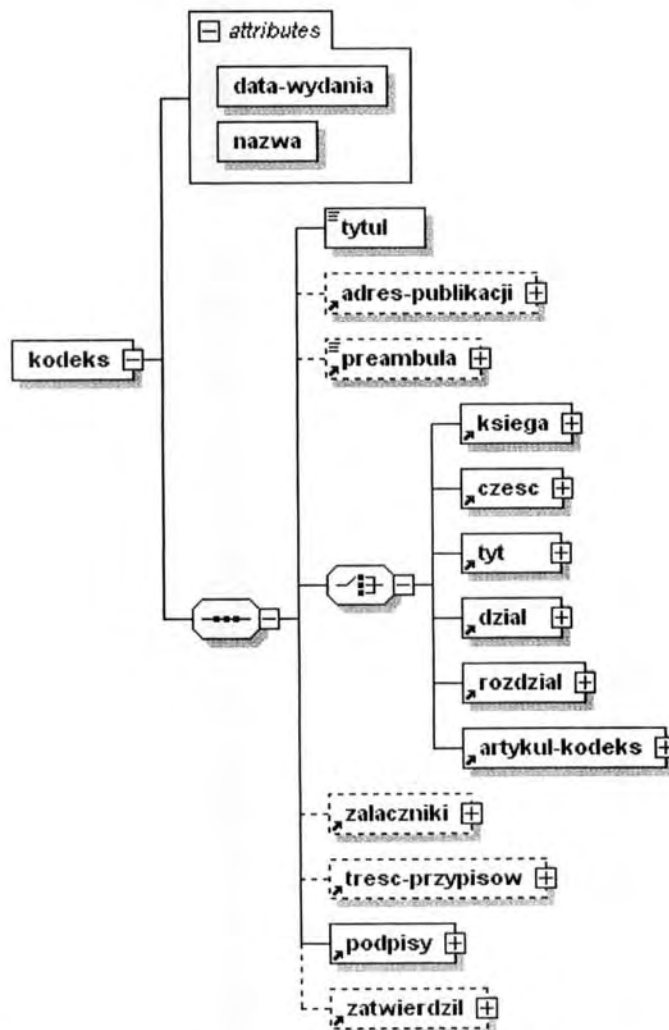 attributes
data-wydania
nazwa
tytul
adres-publikacji
preambula
kodeks
ksiega
czesc
tyt
dzial
rozdzial
artykul-kodeks
zalaczniki
tresc-przypisow
podpisy
zatwierdzil